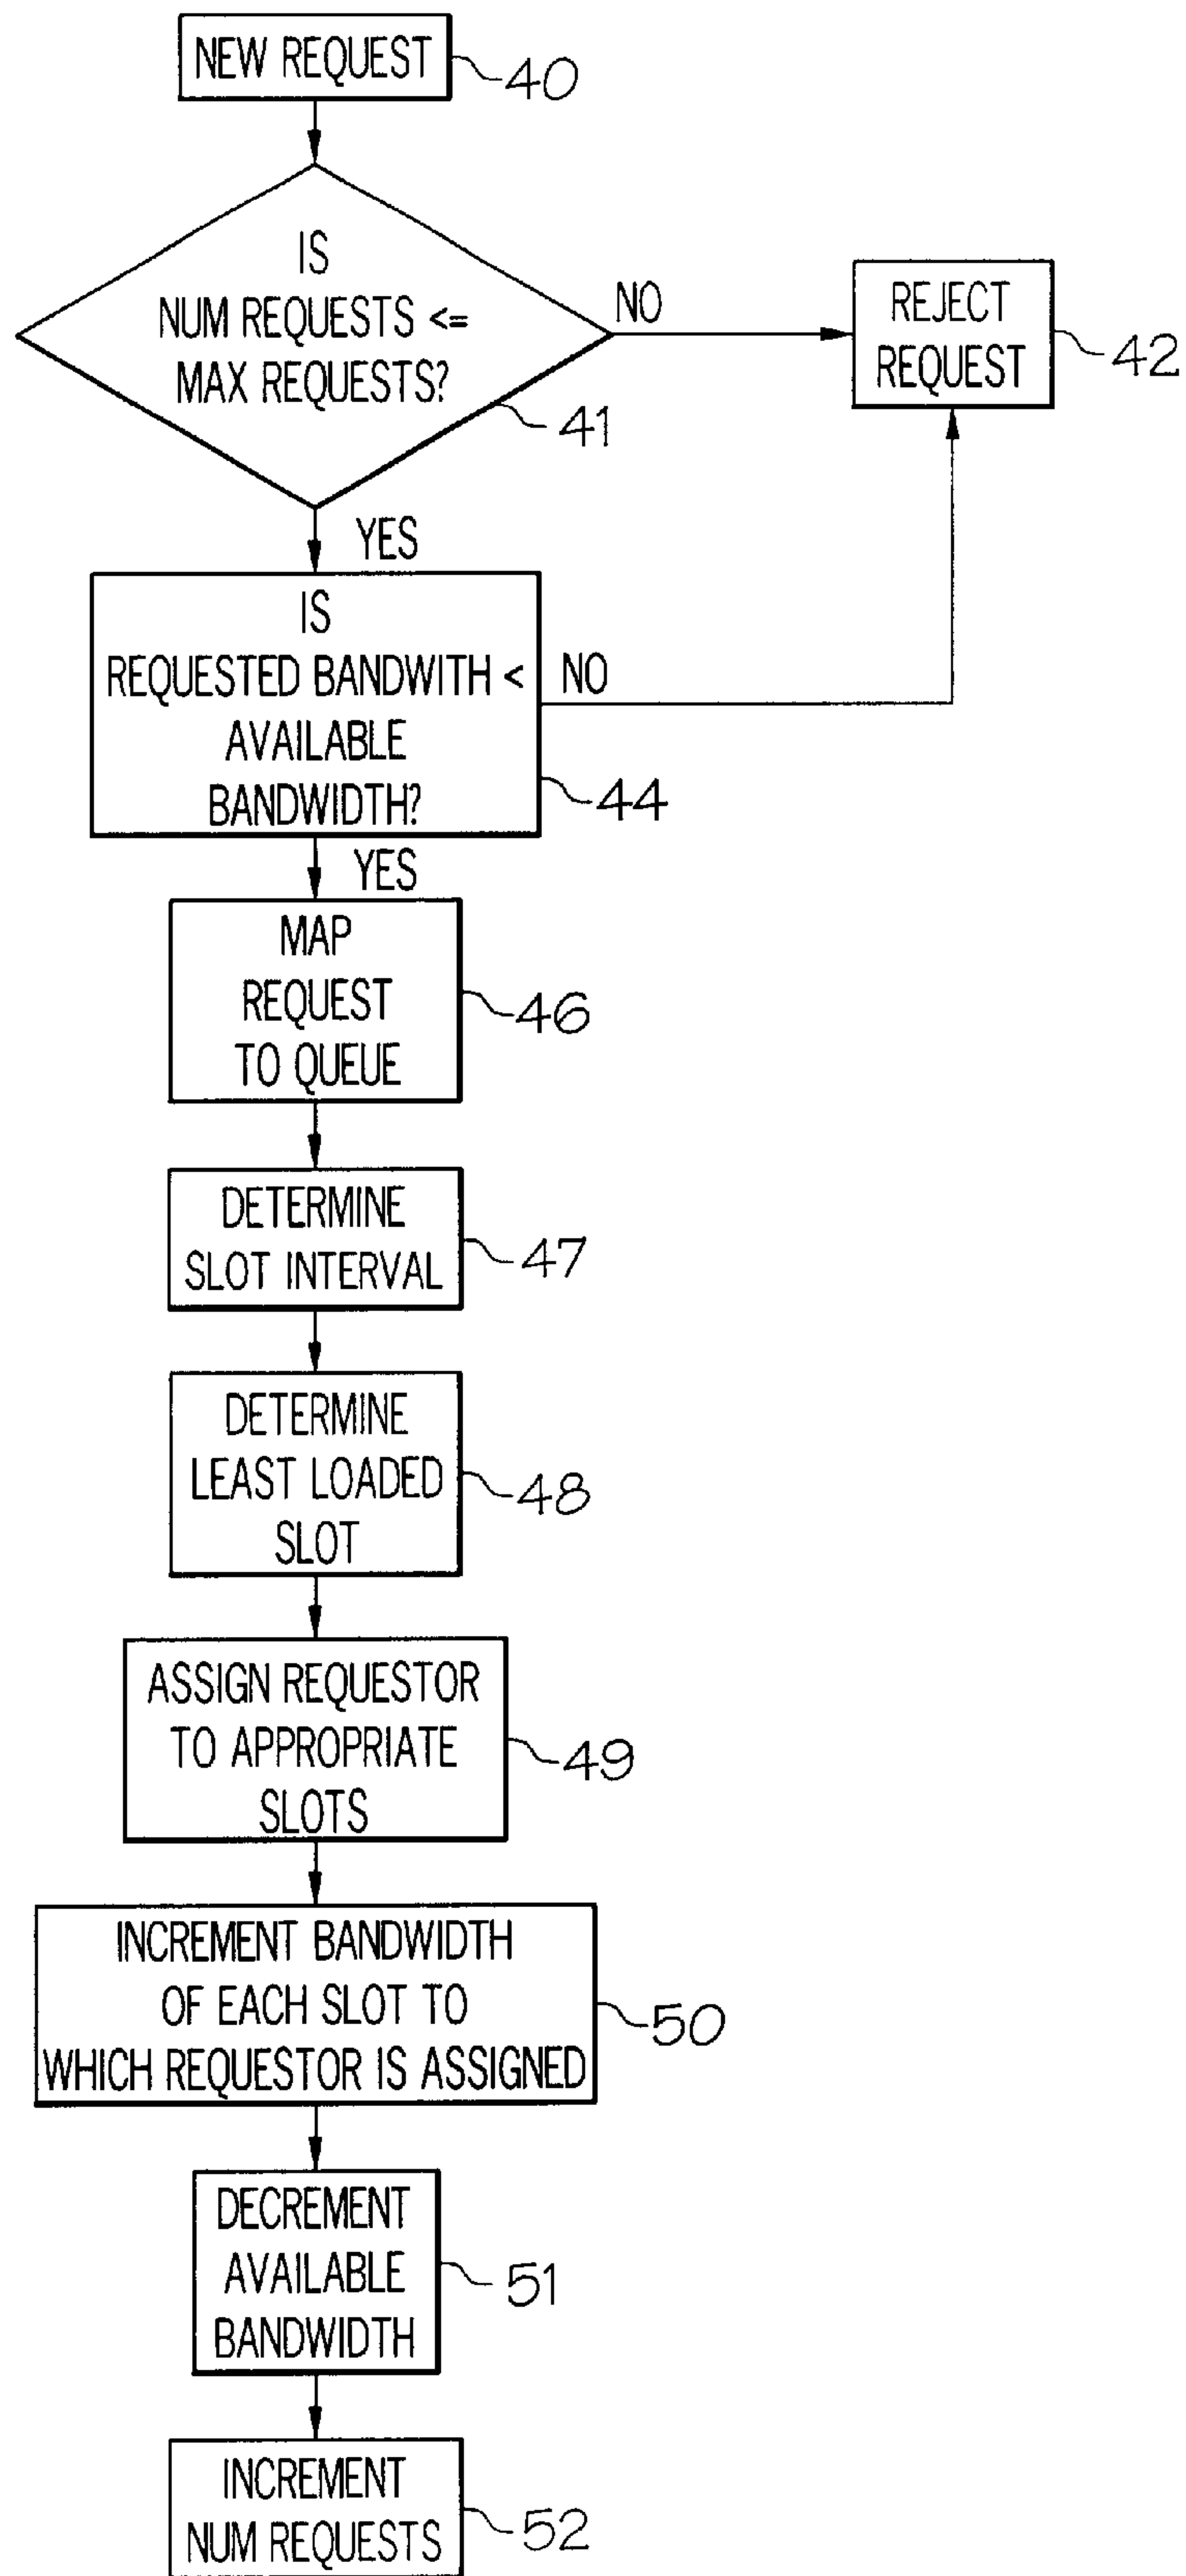 NEW REQUEST
40
IS
NUM REQUESTS <=
MAX REQUESTS?
41
NO
REJECT
REQUEST
42
YES
IS
REQUESTED BANDWITH <
AVAILABLE
BANDWIDTH?
44
NO
YES
MAP
REQUEST
TO QUEUE
46
DETERMINE
SLOT INTERVAL
47
DETERMINE
LEAST LOADED
SLOT
48
ASSIGN REQUESTOR
TO APPROPRIATE
SLOTS
49
INCREMENT BANDWIDTH
OF EACH SLOT TO
WHICH REQUESTOR IS ASSIGNED
50
DECREMENT
AVAILABLE
BANDWIDTH
51
INCREMENT
NUM REQUESTS
52